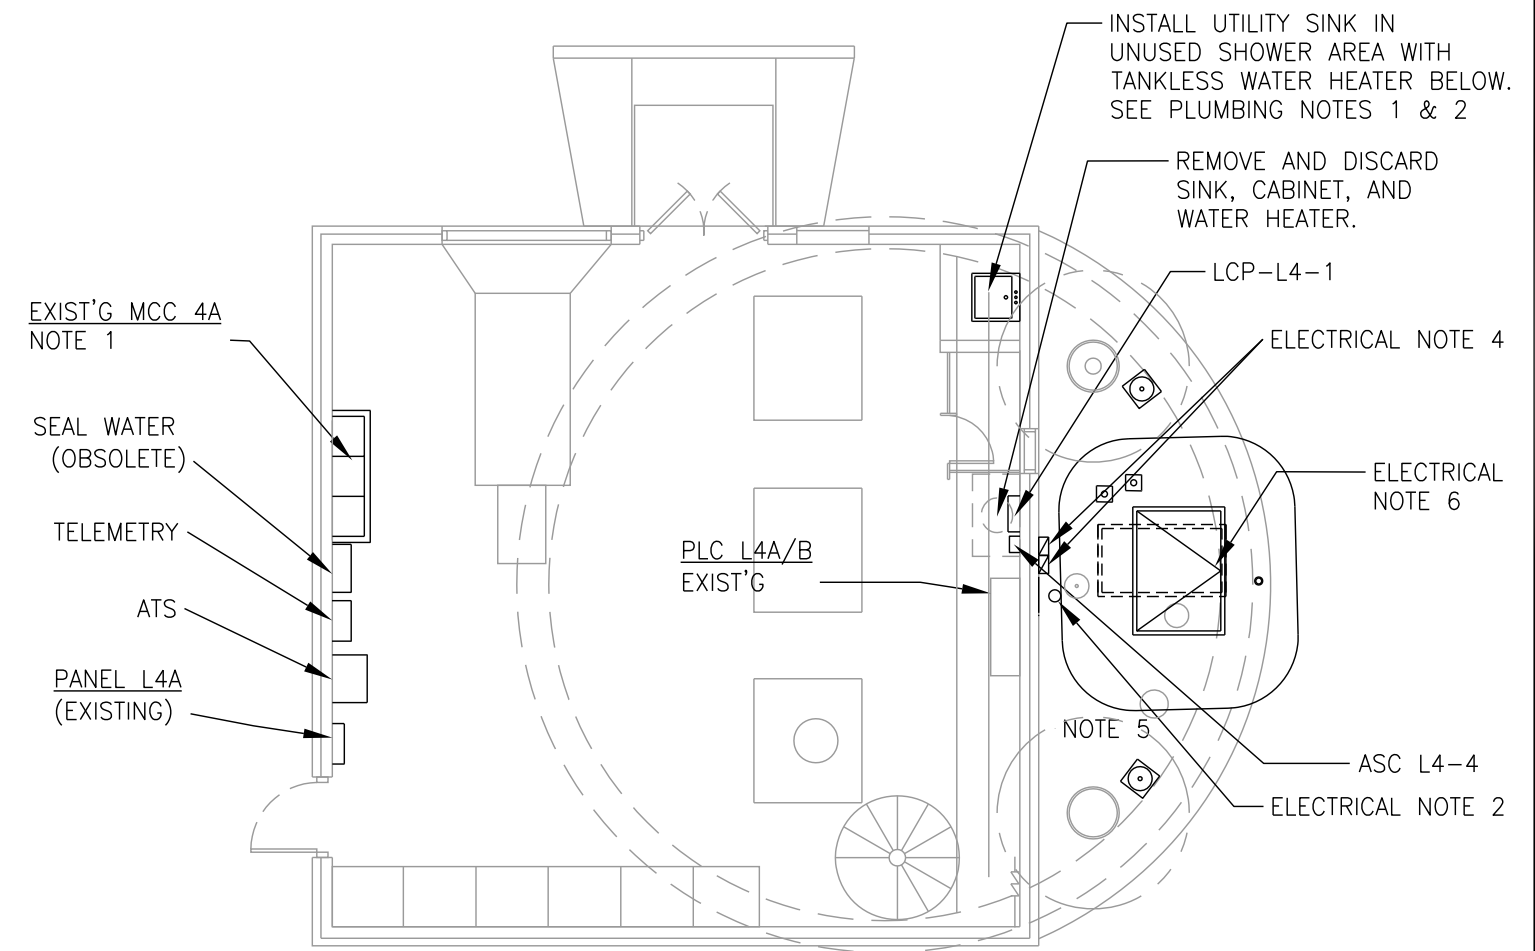 INSTALL UTILITY SINK IN
UNUSED SHOWER AREA WITH
TANKLESS WATER HEATER BELOW.
SEE PLUMBING NOTES 1 & 2
REMOVE AND DISCARD
SINK, CABINET, AND
WATER HEATER.
LCP-L4-1
EXIST'G MCC 4A
NOTE 1
ELECTRICAL NOTE 4
SEAL WATER
(OBSOLETE)
ELECTRICAL
NOTE 6
TELEMETRY
PLC L4A/B
EXIST'G
ATS
PANEL L4A
(EXISTING)
NOTE 5
ASC L4-4
ELECTRICAL NOTE 2